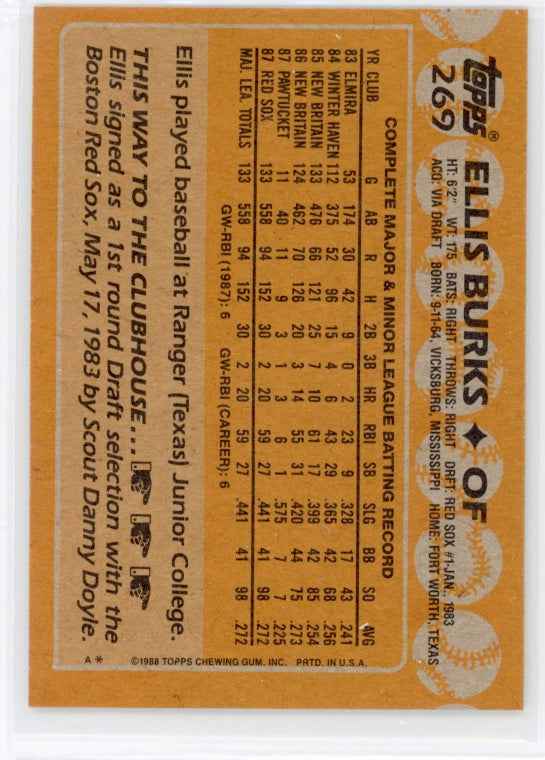 topps® ELLIS BURKS ◆ OF
269 HT: 6'2" WT: 175 BATS: RIGHT THROWS: RIGHT DRFT: RED SOX #1-JAN., 1983
ACQ: VIA DRAFT BORN: 9-11-64, VICKSBURG, MISSISSIPPI HOME: FORT WORTH, TEXAS
COMPLETE MAJOR & MINOR LEAGUE BATTING RECORD
YR CLUB G AB R H 2B 3B HR RBI SB SLG BB SO AVG
83 ELMIRA 53 174 30 42 9 0 2 23 9 .328 17 43 .241
84 WINTER HAVEN 112 375 52 96 15 4 6 43 29 .365 42 68 .256
85 NEW BRITAIN 133 476 66 121 25 7 10 61 17 .399 42 85 .254
86 NEW BRITAIN 124 462 70 126 20 3 14 55 31 .420 44 75 .273
87 PAWTUCKET 11 40 11 9 3 1 3 6 1 .575 7 7 .225
87 RED SOX 133 558 94 152 30 2 20 59 27 .441 41 98 .272
MAJ. LEA. TOTALS 133 558 94 152 30 2 20 59 27 .441 41 98 .272
GW-RBI (1987): 6 GW-RBI (CAREER): 6
Ellis played baseball at Ranger (Texas) Junior College.
THIS WAY TO THE CLUBHOUSE...
Ellis signed as a 1st round Draft selection with the
Boston Red Sox, May 17, 1983 by Scout Danny Doyle.
A * ©1988 TOPPS CHEWING GUM, INC. PRTD. IN U.S.A.